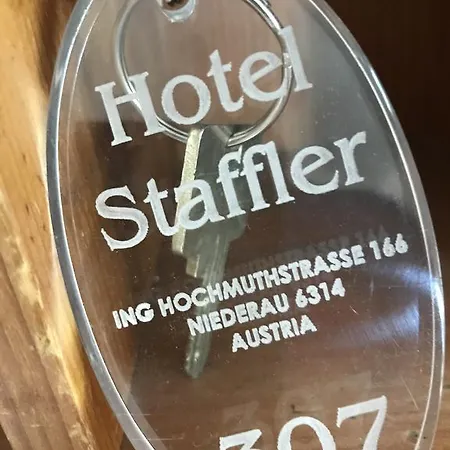 Hotel
Staffler
ING HOCHMUTHSTRASSE 166
NIEDERAU 6314
AUSTRIA
307